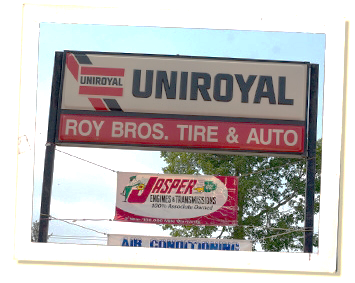 UNIROYAL
UNIROYAL
ROY BROS. TIRE & AUTO
JASPER
ENGINES & TRANSMISSIONS
100% Associate Owned
AIR CONDITIONING